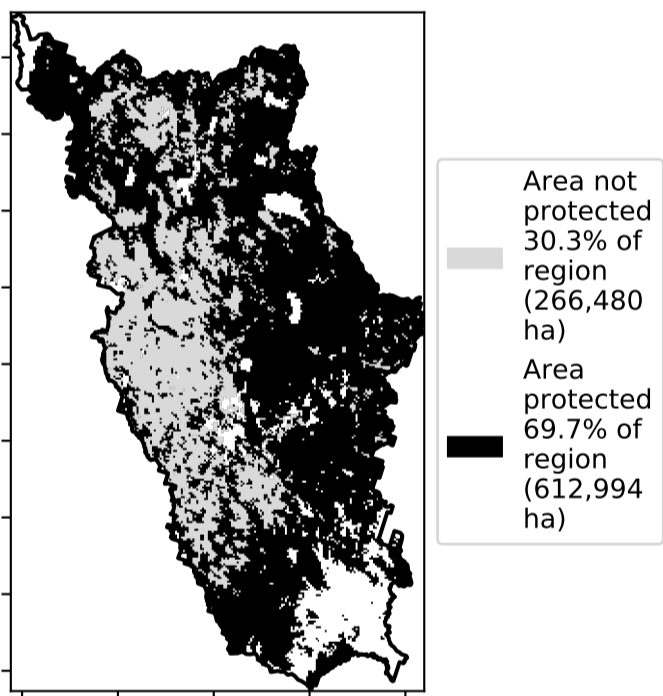 Area not
protected
30.3% of
region
(266,480
ha)
Area
protected
69.7% of
region
(612,994
ha)